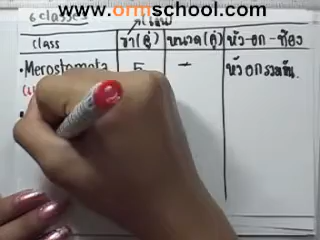 www.ormschool.com
6 classes
class ขา(คู่) หนวด(คู่) หัว-อก-ท้อง
• Merostomata 5 - หัวอกรวมกัน